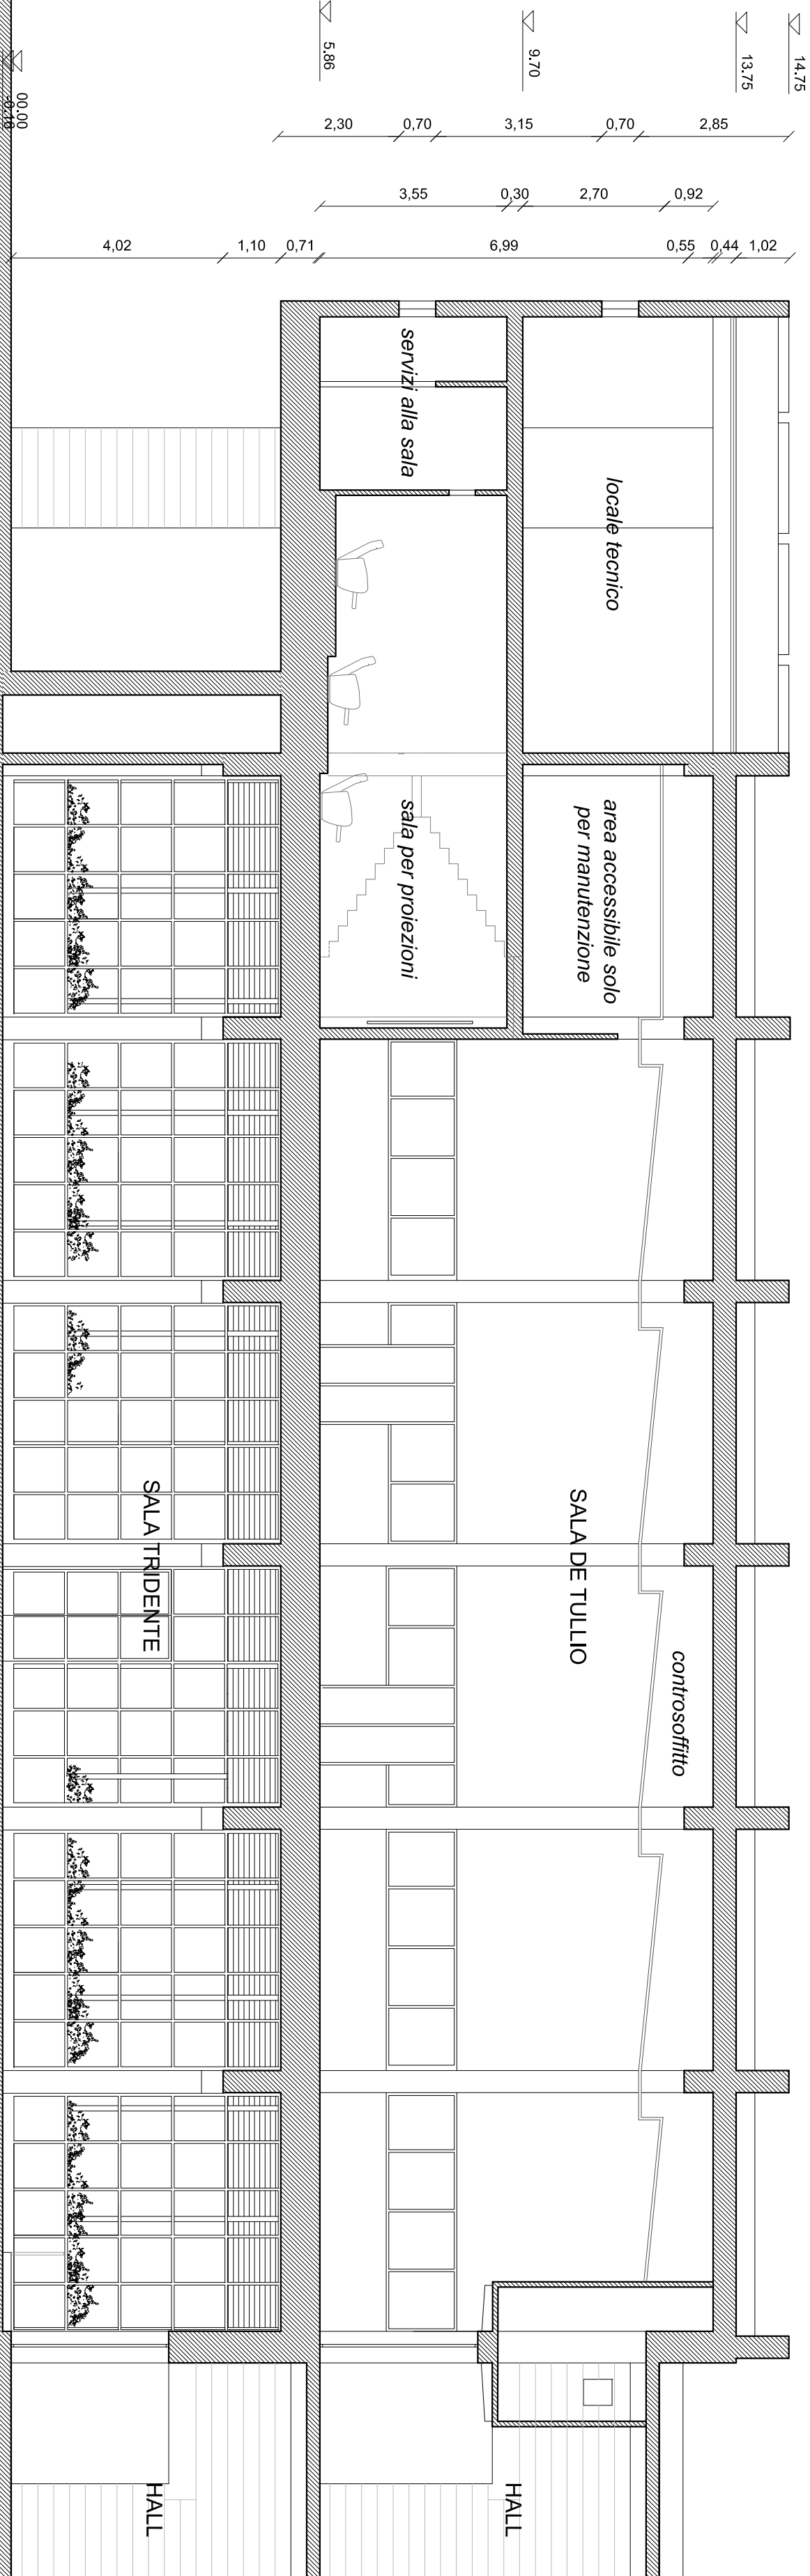 14.75
13.75
9.70
5.86
00.00
-0.18
2,85
0,70
3,15
0,70
2,30
0,92
2,70
0,30
3,55
1,02
0,44
0,55
6,99
0,71
1,10
4,02
locale tecnico
servizi alla sala
area accessibile solo
per manutenzione
sala per proiezioni
controsoffitto
SALA DE TULLIO
SALA TRIDENTE
HALL
HALL